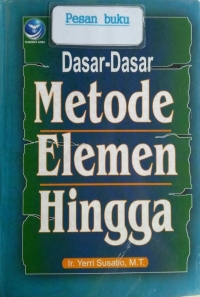 Pesan buku
Dasar-Dasar
Metode
Elemen
Hingga
Ir. Yerri Susatio, M.T.